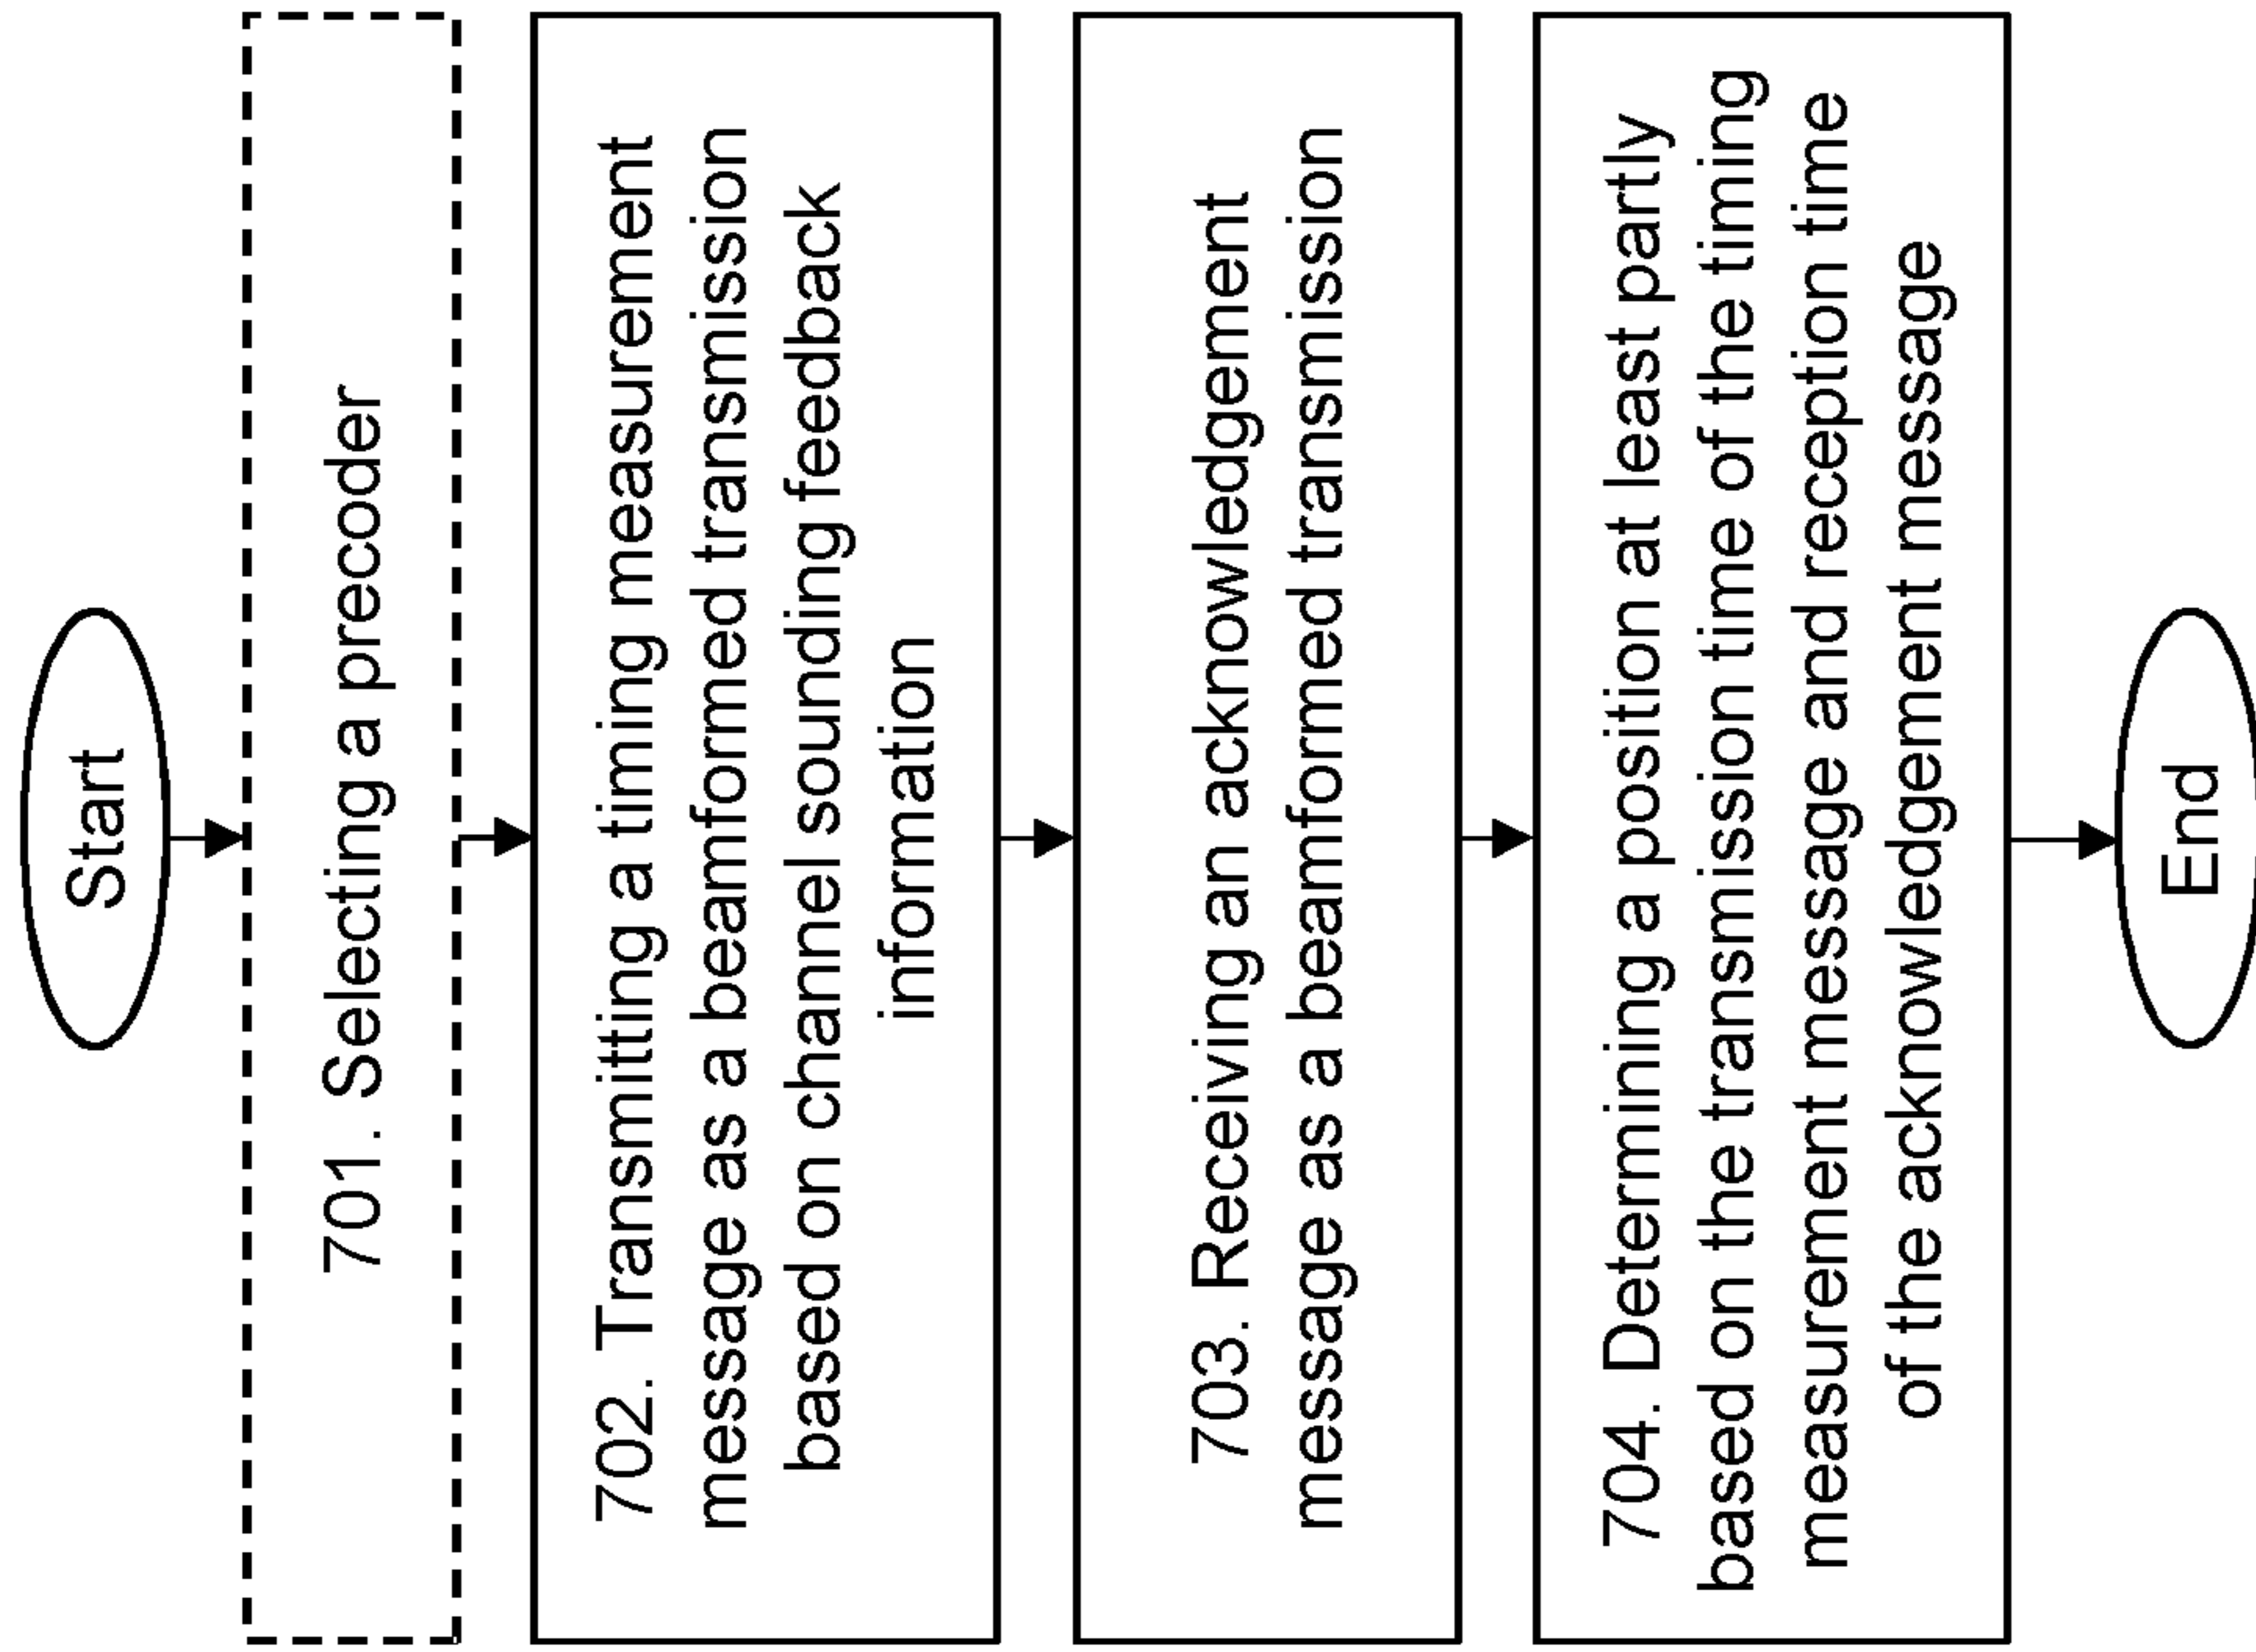 Start
701. Selecting a precoder
702. Transmitting a timing measurement
message as a beamformed transmission
based on channel sounding feedback
information
703. Receiving an acknowledgement
message as a beamformed transmission
704. Determining a position at least partly
based on the transmission time of the timing
measurement message and reception time
of the acknowledgement message
End